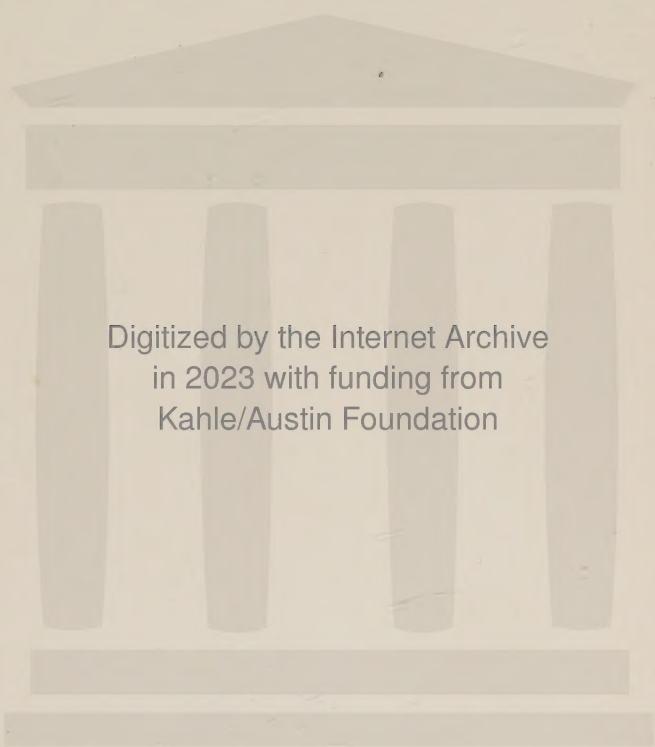 Digitized by the Internet Archive
in 2023 with funding from
Kahle/Austin Foundation